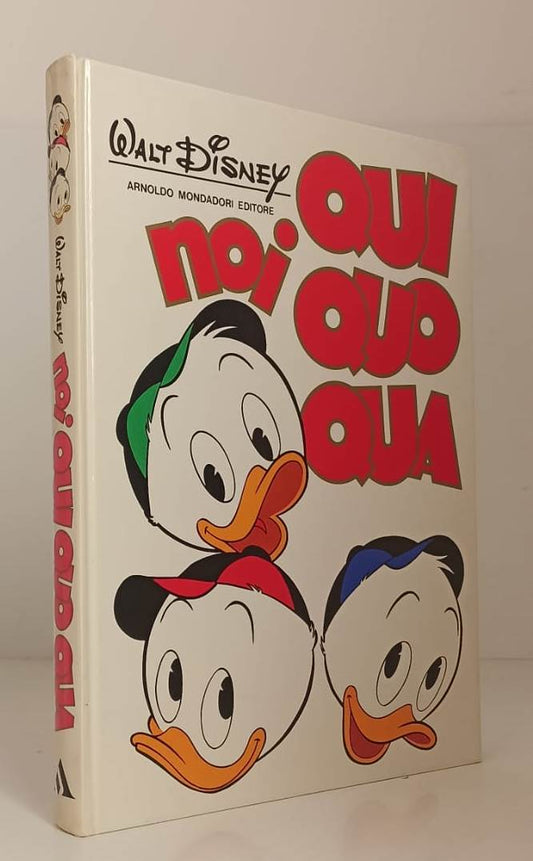 WALT DISNEY
ARNOLDO MONDADORI EDITORE
noi QUI
QUO
QUA
WALT DISNEY
noi QUI QUO QUA